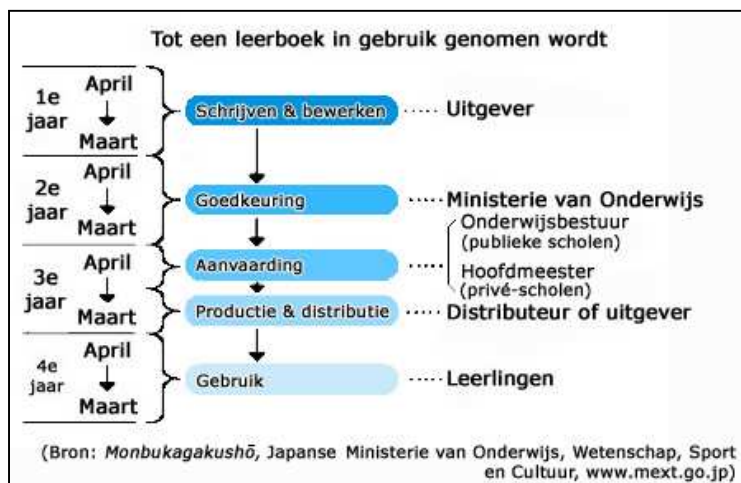 Tot een leerboek in gebruik genomen wordt
1e jaar
April
Maart
Schrijven & bewerken
Uitgever
2e jaar
April
Maart
Goedkeuring
Ministerie van Onderwijs
3e jaar
April
Maart
Aanvaarding
Onderwijsbestuur
(publieke scholen)
Hoofdmeester
(privé-scholen)
Productie & distributie
Distributeur of uitgever
4e jaar
April
Maart
Gebruik
Leerlingen
(Bron: Monbukagakushō, Japanse Ministerie van Onderwijs, Wetenschap, Sport
en Cultuur, www.mext.go.jp)